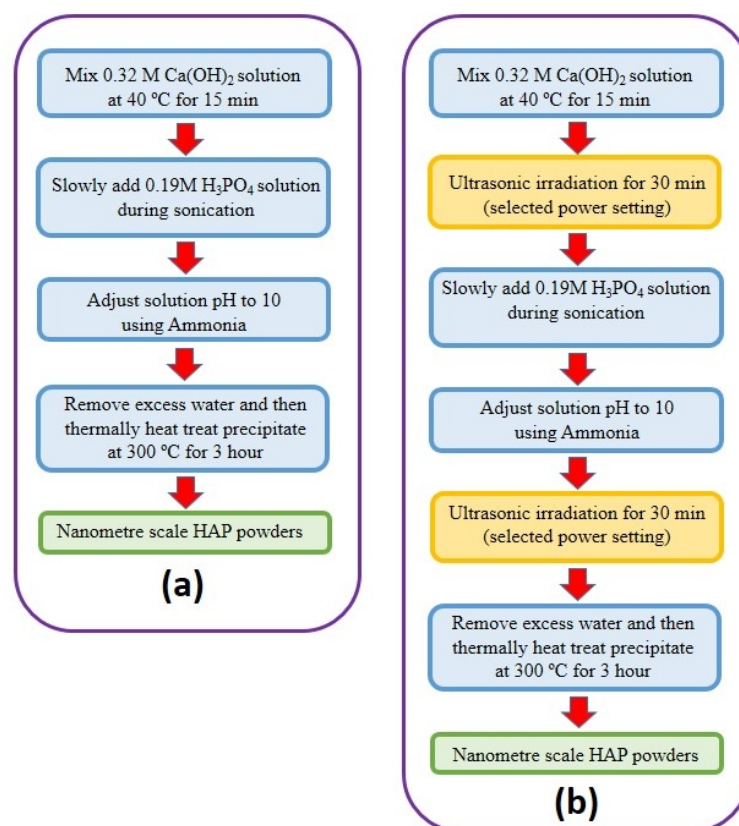 Mix 0.32 M Ca(OH)₂ solution
at 40 ºC for 15 min
Slowly add 0.19M H₃PO₄ solution
during sonication
Adjust solution pH to 10
using Ammonia
Remove excess water and then
thermally heat treat precipitate
at 300 ºC for 3 hour
Nanometre scale HAP powders
(a)
Mix 0.32 M Ca(OH)₂ solution
at 40 ºC for 15 min
Ultrasonic irradiation for 30 min
(selected power setting)
Slowly add 0.19M H₃PO₄ solution
during sonication
Adjust solution pH to 10
using Ammonia
Ultrasonic irradiation for 30 min
(selected power setting)
Remove excess water and then
thermally heat treat precipitate
at 300 ºC for 3 hour
Nanometre scale HAP powders
(b)